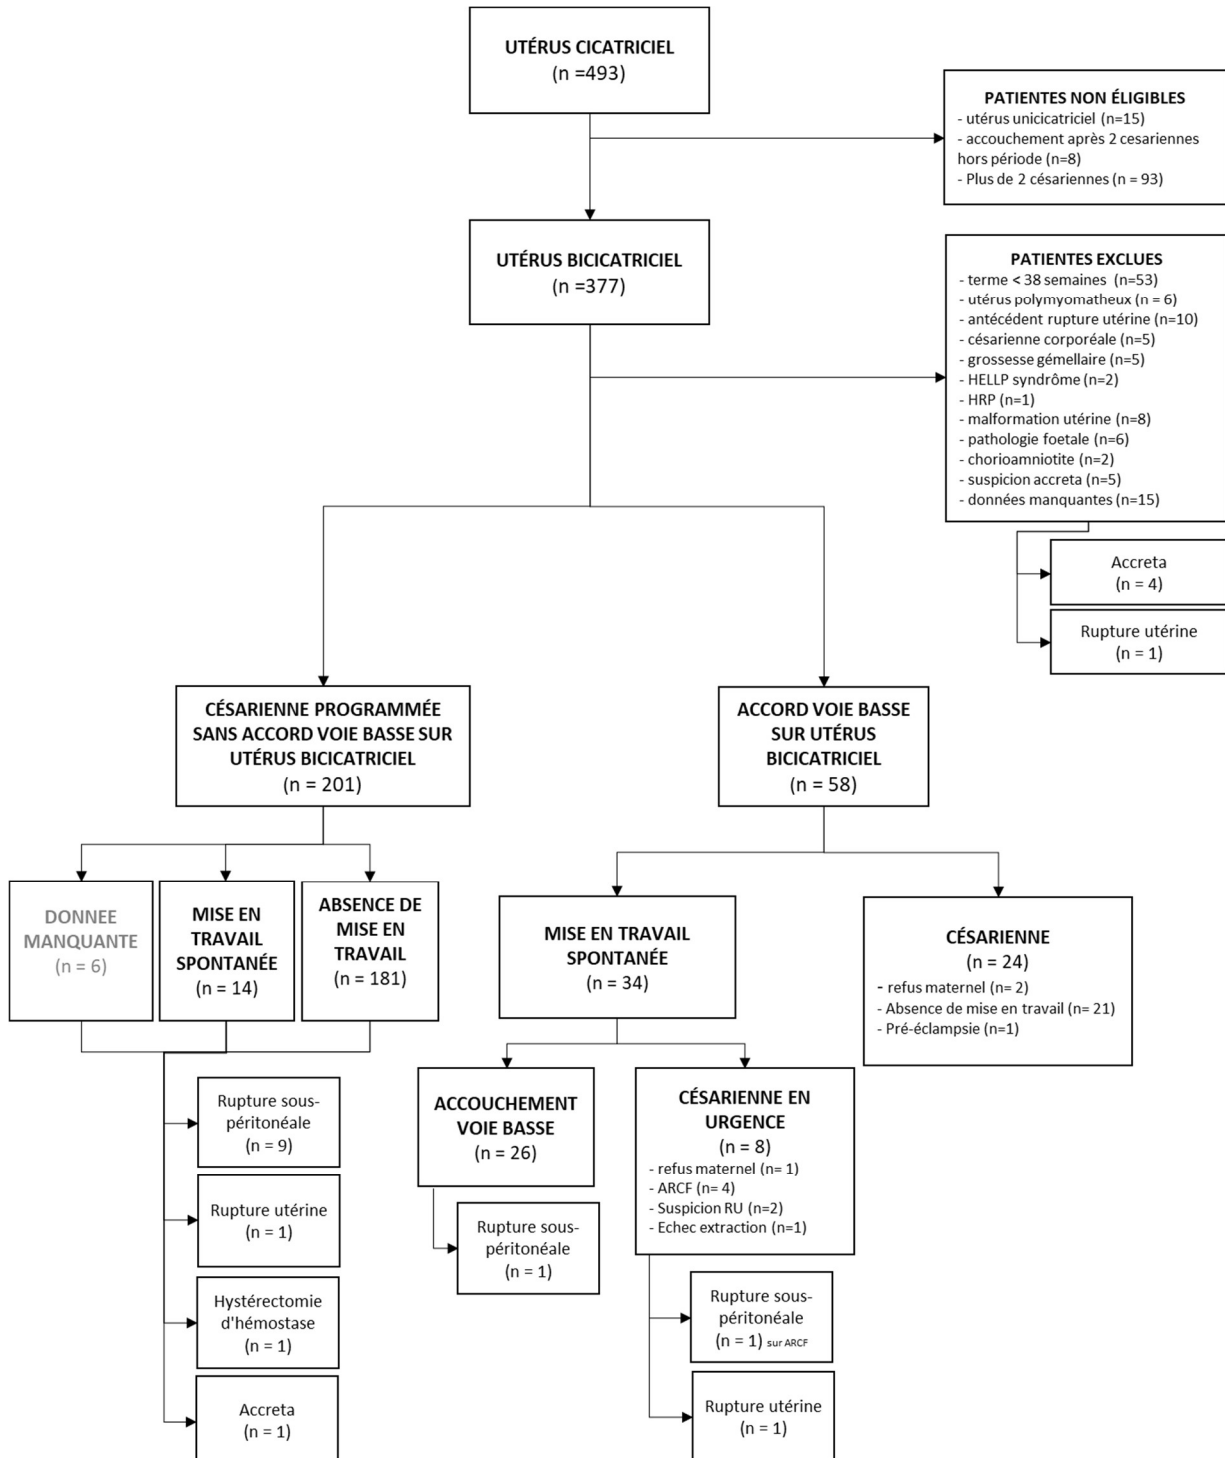 UTÉRUS CICATRICIEL
(n =493)
PATIENTES NON ÉLIGIBLES
- utérus unicicatriciel (n=15)
- accouchement après 2 cesariennes
hors période (n=8)
- Plus de 2 césariennes (n = 93)
UTÉRUS BICICATRICIEL
(n =377)
PATIENTES EXCLUES
- terme < 38 semaines (n=53)
- utérus polymyomatheux (n = 6)
- antécédent rupture utérine (n=10)
- césarienne corporéale (n=5)
- grossesse gémellaire (n=5)
- HELLP syndrôme (n=2)
- HRP (n=1)
- malformation utérine (n=8)
- pathologie foetale (n=6)
- chorioamniotite (n=2)
- suspicion accreta (n=5)
- données manquantes (n=15)
Accreta
(n = 4)
Rupture utérine
(n = 1)
CÉSARIENNE PROGRAMMÉE
SANS ACCORD VOIE BASSE SUR
UTÉRUS BICICATRICIEL
(n = 201)
ACCORD VOIE BASSE
SUR UTÉRUS
BICICATRICIEL
(n = 58)
DONNEE
MANQUANTE
(n = 6)
MISE EN
TRAVAIL
SPONTANÉE
(n = 14)
ABSENCE DE
MISE EN
TRAVAIL
(n = 181)
MISE EN TRAVAIL
SPONTANÉE
(n = 34)
CÉSARIENNE
(n = 24)
- refus maternel (n= 2)
- Absence de mise en travail (n= 21)
- Pré-éclampsie (n=1)
Rupture sous-
péritonéale
(n = 9)
Rupture utérine
(n = 1)
Hystérectomie
d'hémostase
(n = 1)
Accreta
(n = 1)
ACCOUCHEMENT
VOIE BASSE
(n = 26)
Rupture sous-
péritonéale
(n = 1)
CÉSARIENNE EN
URGENCE
(n = 8)
- refus maternel (n= 1)
- ARCF (n= 4)
- Suspicion RU (n=2)
- Echec extraction (n=1)
Rupture sous-
péritonéale
(n = 1) sur ARCF
Rupture utérine
(n = 1)